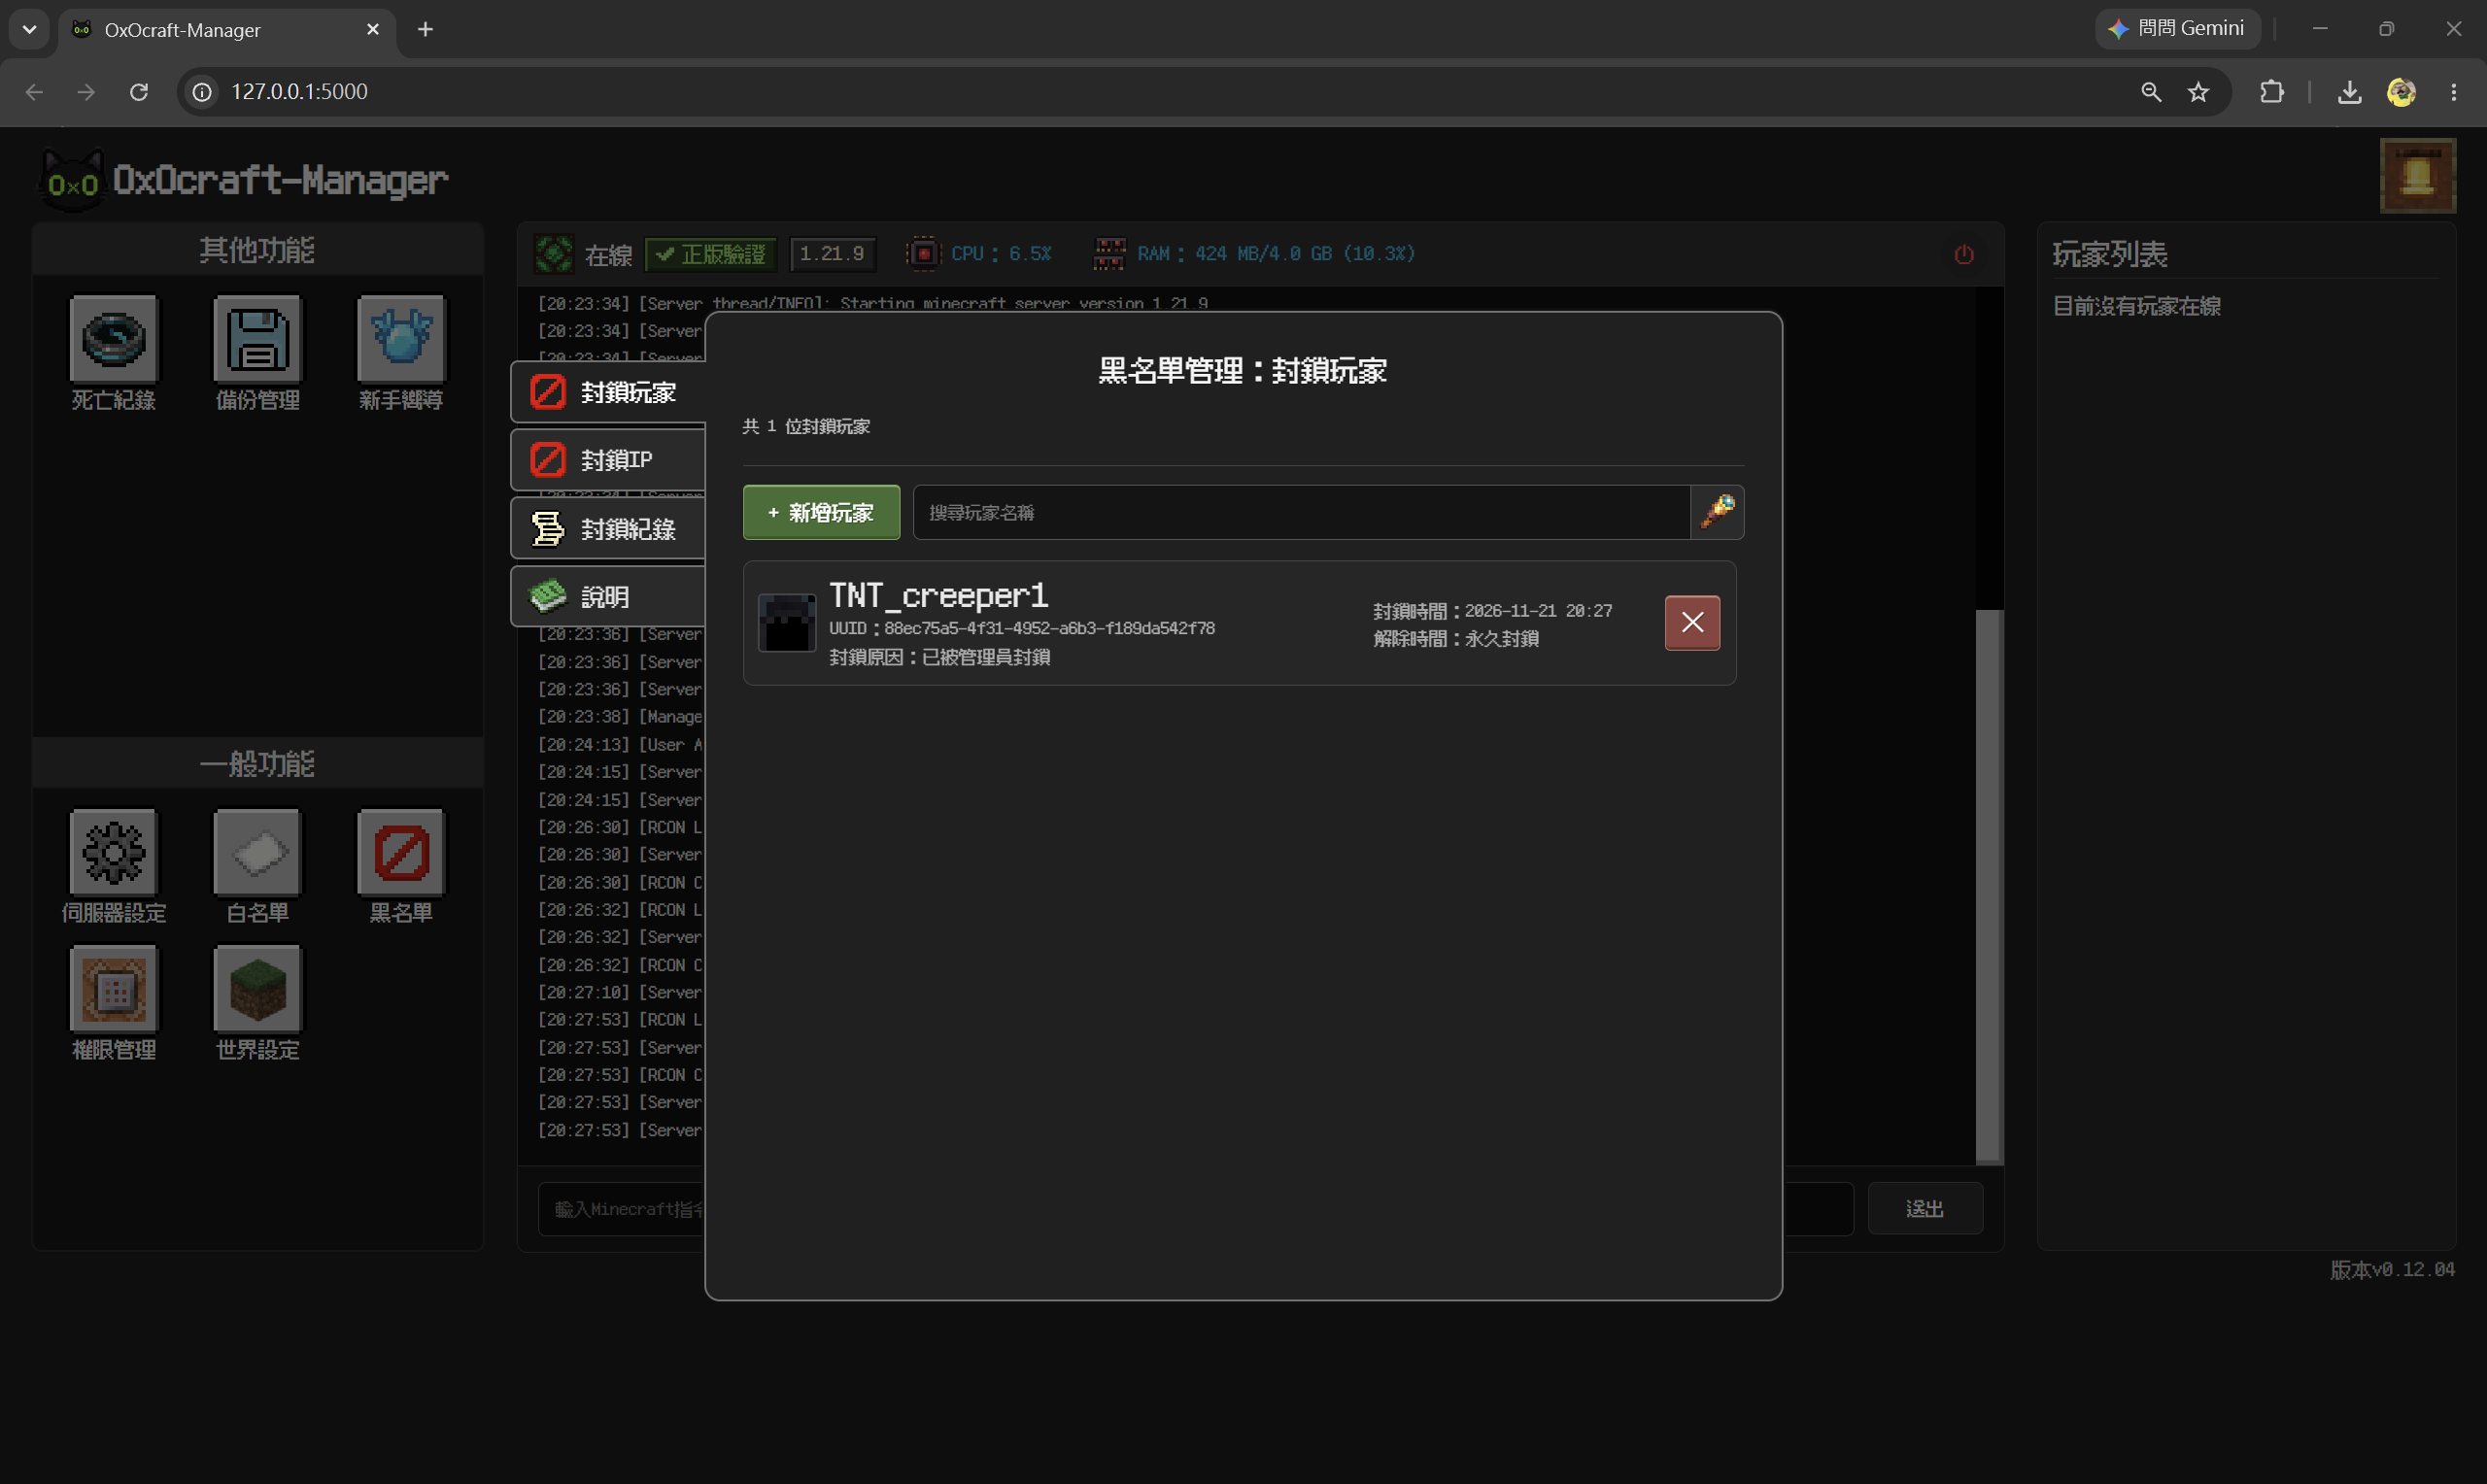 OxOcraft-Manager
問問 Gemini
127.0.0.1:5000
OxO
OxOcraft-Manager
其他功能
死亡紀錄
備份管理
新手嚮導
一般功能
伺服器設定
白名單
黑名單
權限管理
世界設定
在線
正版驗證
1.21.9
CPU：6.5%
RAM：424 MB/4.0 GB (10.3%)
[20:23:34] [Server thread/INFO]: Starting minecraft server version 1.21.9
[20:23:34] [Server
[20:23:34] [Server
[20:23:36] [Server
[20:23:36] [Server
[20:23:36] [Server
[20:23:38] [Manage
[20:24:13] [User A
[20:24:15] [Server
[20:24:15] [Server
[20:26:30] [RCON L
[20:26:30] [Server
[20:26:30] [RCON C
[20:26:32] [RCON L
[20:26:32] [Server
[20:26:32] [RCON C
[20:27:10] [Server
[20:27:53] [RCON L
[20:27:53] [Server
[20:27:53] [RCON C
[20:27:53] [Server
[20:27:53] [Server
輸入Minecraft指令
送出
封鎖玩家
封鎖IP
封鎖紀錄
說明
黑名單管理：封鎖玩家
共 1 位封鎖玩家
+ 新增玩家
搜尋玩家名稱
TNT_creeper1
UUID：88ec75a5-4f31-4952-a6b3-f189da542f78
封鎖原因：已被管理員封鎖
封鎖時間：2026-11-21 20:27
解除時間：永久封鎖
玩家列表
目前沒有玩家在線
版本v0.12.04